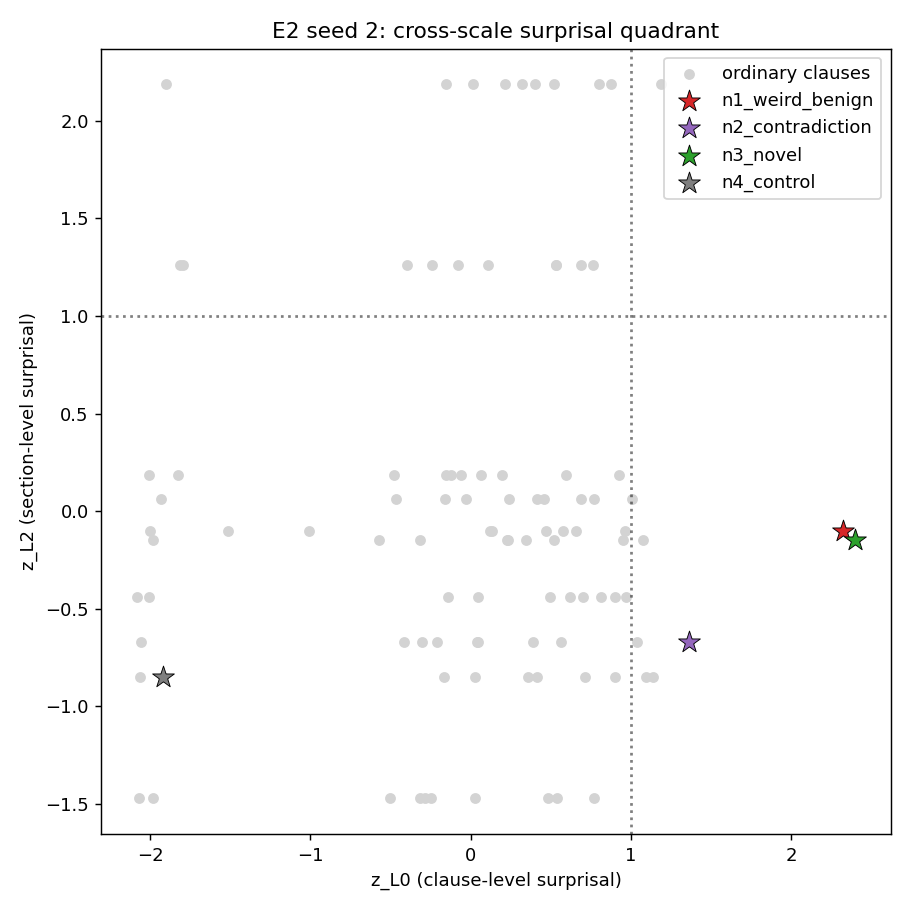 E2 seed 2: cross-scale surprisal quadrant
ordinary clauses
n1_weird_benign
n2_contradiction
n3_novel
n4_control
z_L2 (section-level surprisal)
2.0
1.5
1.0
0.5
0.0
−0.5
−1.0
−1.5
−2
−1
0
1
2
z_L0 (clause-level surprisal)